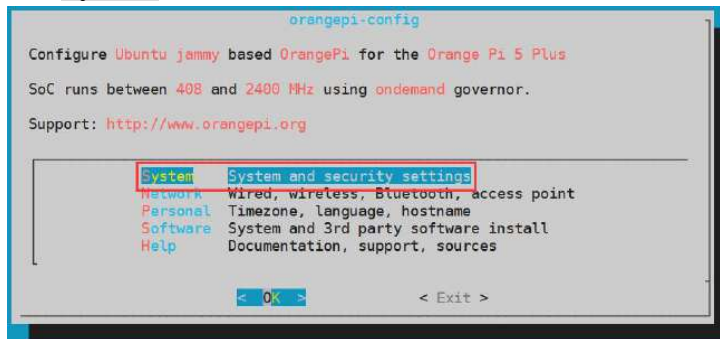 orangepi-config
Configure Ubuntu jammy based OrangePi for the Orange Pi 5 Plus
SoC runs between 408 and 2400 MHz using ondemand governor.
Support: http://www.orangepi.org
System System and security settings
Network Wired, wireless, Bluetooth, access point
Personal Timezone, language, hostname
Software System and 3rd party software install
Help Documentation, support, sources
< OK > < Exit >